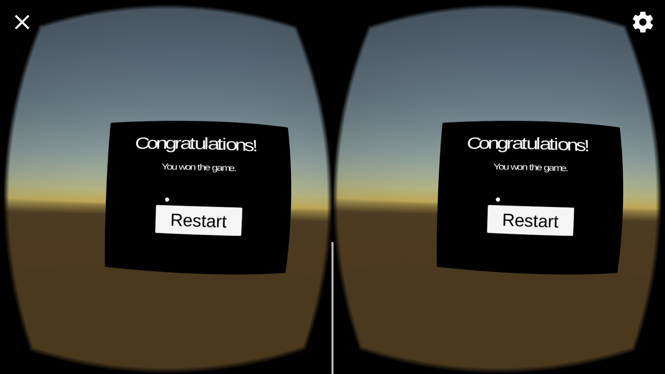 Congratulations!
You won the game.
Restart
Congratulations!
You won the game.
Restart